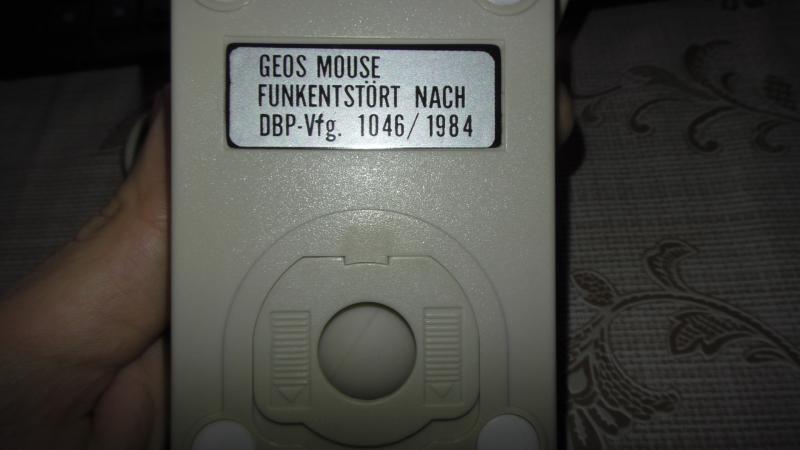 GEOS MOUSE
FUNKENTSTÖRT NACH
DBP-Vfg. 1046/1984